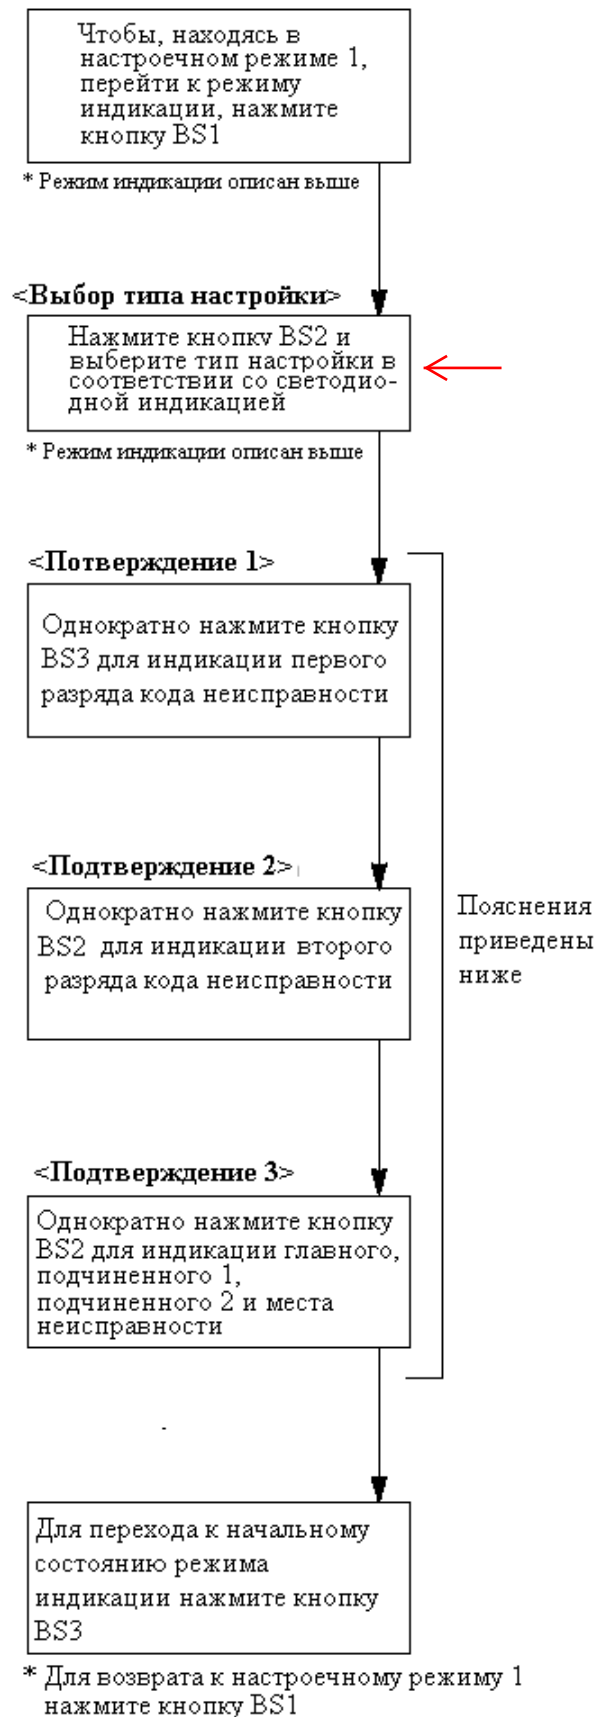 Чтобы, находясь в
настроечном режиме 1,
перейти к режиму
индикации, нажмите
кнопку BS1
* Режим индикации описан выше
<Выбор типа настройки>
Нажмите кнопку BS2 и
выберите тип настройки в
соответствии со светодио-
дной индикацией
* Режим индикации описан выше
<Потверждение 1>
Однократно нажмите кнопку
BS3 для индикации первого
разряда кода неисправности
<Подтверждение 2>
Однократно нажмите кнопку
BS2 для индикации второго
разряда кода неисправности
Пояснения
приведены
ниже
<Подтверждение 3>
Однократно нажмите кнопку
BS2 для индикации главного,
подчиненного 1,
подчиненного 2 и места
неисправности
Для перехода к начальному
состоянию режима
индикации нажмите кнопку
BS3
* Для возврата к настроечному режиму 1
нажмите кнопку BS1